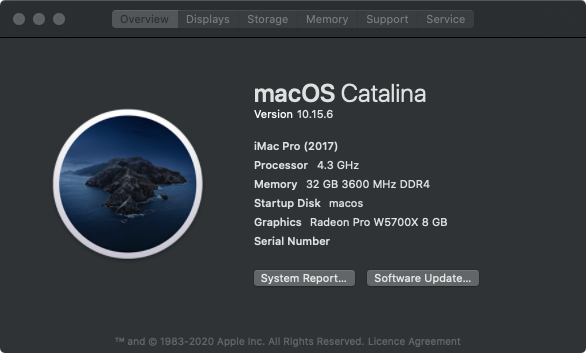 Overview Displays Storage Memory Support Service
macOS Catalina
Version 10.15.6
iMac Pro (2017)
Processor 4.3 GHz
Memory 32 GB 3600 MHz DDR4
Startup Disk macos
Graphics Radeon Pro W5700X 8 GB
Serial Number
System Report... Software Update...
™ and © 1983-2020 Apple Inc. All Rights Reserved. Licence Agreement